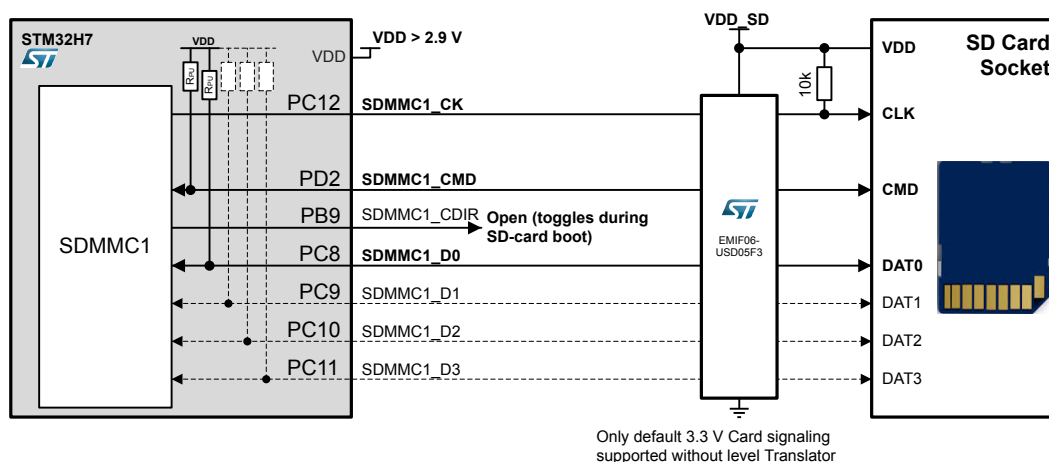 VDD_SD
STM32H7
VDD
VDD > 2.9 V
VDD
VDD
SD Card
Socket
RPU
RPU
10k
PC12
SDMMC1_CK
CLK
PD2
SDMMC1_CMD
CMD
PB9
SDMMC1_CDIR
Open (toggles during
SD-card boot)
SDMMC1
EMIF06-
USD05F3
PC8
SDMMC1_D0
DAT0
PC9
SDMMC1_D1
DAT1
PC10
SDMMC1_D2
DAT2
PC11
SDMMC1_D3
DAT3
Only default 3.3 V Card signaling
supported without level Translator